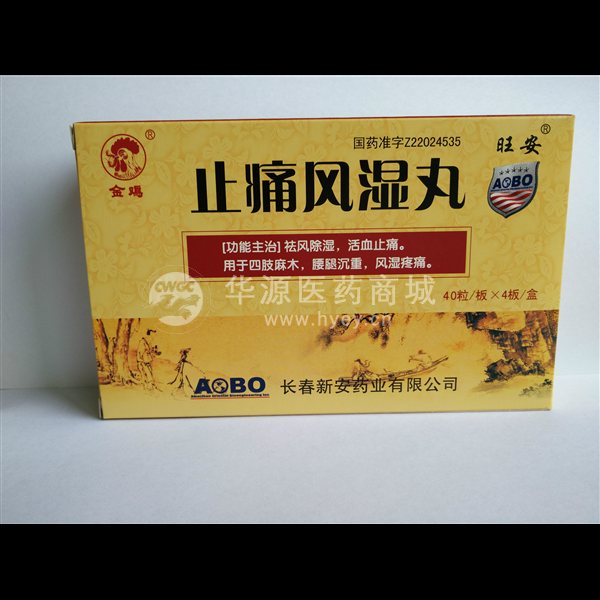 国药准字Z22024535
旺安®
®
金鸡
AOBO
止痛风湿丸
[功能主治]祛风除湿，活血止痛。
用于四肢麻木，腰腿沉重，风湿疼痛。
40粒/板×4板/盒
CWCC
华源医药商城
www.hyey.cn
AOBO
长春新安药业有限公司